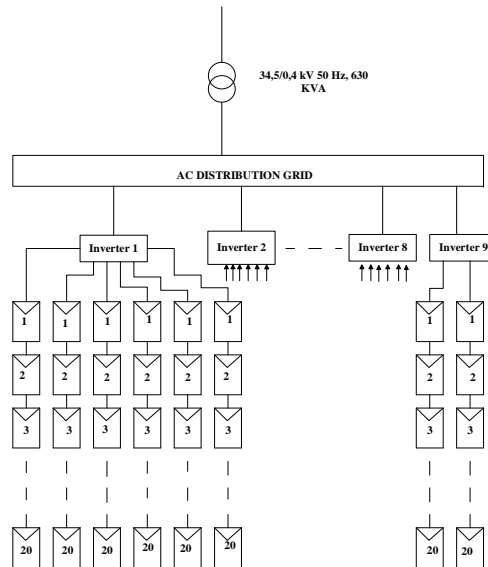 34,5/0,4 kV 50 Hz, 630
KVA
AC DISTRIBUTION GRID
Inverter 1
Inverter 2
Inverter 8
Inverter 9
1 1 1 1 1 1 1 1
2 2 2 2 2 2 2 2
3 3 3 3 3 3 3 3
20 20 20 20 20 20 20 20